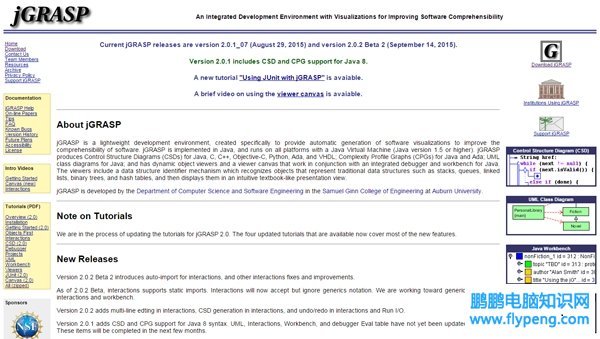 jGRASP
An Integrated Development Environment with Visualizations for Improving Software Comprehensibility
Home
Download
Contact Us
Team Members
Resources
Archive
Privacy Policy
Support jGRASP
Documentation
jGRASP Help
On-line Papers
Tips
FAQ
Known Bugs
Version History
Future Plans
Accessibility
License
Intro Videos
Getting Started
Canvas (new)
Interactions
Tutorials (PDF)
Overview (2.0)
Installation
Getting Started (2.0)
Objects First
Interactions
CSD (2.0)
Debugger
Projects
UML
Workbench
Viewers
JUnit (2.0)
Canvas (2.0)
All (zipped)
Sponsors
NSF
Current jGRASP releases are version 2.0.1_07 (August 29, 2015) and version 2.0.2 Beta 2 (September 14, 2015).
Version 2.0.1 includes CSD and CPG support for Java 8.
A new tutorial "Using JUnit with jGRASP" is avaiable.
A brief video on using the viewer canvas is avaiable.
About jGRASP
jGRASP is a lightweight development environment, created specifically to provide automatic generation of software visualizations to improve the
comprehensibility of software. jGRASP is implemented in Java, and runs on all platforms with a Java Virtual Machine (Java version 1.5 or higher). jGRASP
produces Control Structure Diagrams (CSDs) for Java, C, C++, Objective-C, Python, Ada, and VHDL; Complexity Profile Graphs (CPGs) for Java and Ada; UML
class diagrams for Java; and has dynamic object viewers and a viewer canvas that work in conjunction with an integrated debugger and workbench for Java.
The viewers include a data structure identifier mechanism which recognizes objects that represent traditional data structures such as stacks, queues, linked
lists, binary trees, and hash tables, and then displays them in an intuitive textbook-like presentation view.
jGRASP is developed by the Department of Computer Science and Software Engineering in the Samuel Ginn College of Engineering at Auburn University.
Note on Tutorials
We are in the process of updating the tutorials for jGRASP 2.0. The four updated tutorials that are available now cover most of the new features.
New Releases
Version 2.0.2 Beta 2 introduces auto-import for interactions, and other interactions fixes and improvements.
As of 2.0.2 Beta, interactions supports static imports. Interactions will now accept but ignore generics notation. We are working toward generic
interactions and workbench.
Version 2.0.2 adds multi-line edting in interactions, CSD generation in interactions, and undo/redo in interactions and Run I/O.
Version 2.0.1 adds CSD and CPG support for Java 8 syntax. UML, Interactions, Workbench, and debugger Eval table have not yet been updated
These items will be completed in the next few months.
G
Download jGRASP
Institutions Using jGRASP
Support jGRASP
Control Structure Diagram (CSD)
String href:
while (next != null) {
if (next.isValid()) {
else if (done) {
UML Class Diagram
PersonalLibrary
(main)
Fiction
Novel
Java Workbench
nonFiction_1 id = 312 : NonFi
topic "TBD" id = 313 : prote
author "Alan Smith" id = 3
title "Using the j0
鹏鹏电脑知识网
www.flypeng.com